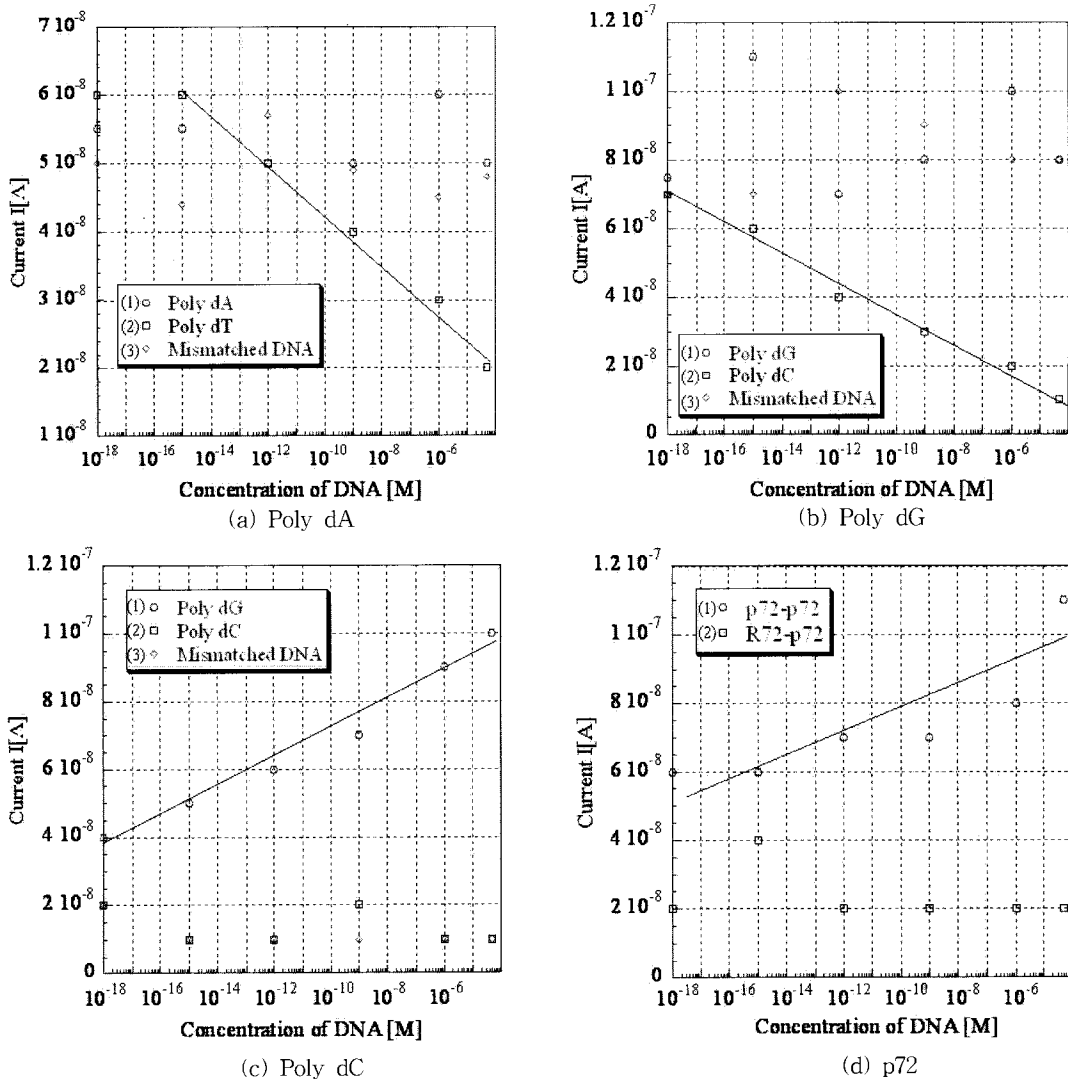 7 10-8
6 10-8
5 10-8
4 10-8
3 10-8
2 10-8
1 10-8
Current I[A]
(1) Poly dA
(2) Poly dT
(3) Mismatched DNA
10-18 10-16 10-14 10-12 10-10 10-8 10-6
Concentration of DNA [M]
(a) Poly dA
1.2 10-7
1 10-7
8 10-8
6 10-8
4 10-8
2 10-8
0
Current I[A]
(1) Poly dG
(2) Poly dC
(3) Mismatched DNA
10-18 10-16 10-14 10-12 10-10 10-8 10-6
Concentration of DNA [M]
(b) Poly dG
1.2 10-7
1 10-7
8 10-8
6 10-8
4 10-8
2 10-8
0
Current I[A]
(1) Poly dG
(2) Poly dC
(3) Mismatched DNA
10-18 10-16 10-14 10-12 10-10 10-8 10-6
Concentration of DNA [M]
(c) Poly dC
1.2 10-7
1 10-7
8 10-8
6 10-8
4 10-8
2 10-8
0
Current I[A]
(1) p72-p72
(2) R72-p72
10-18 10-16 10-14 10-12 10-10 10-8 10-6
Concentration of DNA [M]
(d) p72